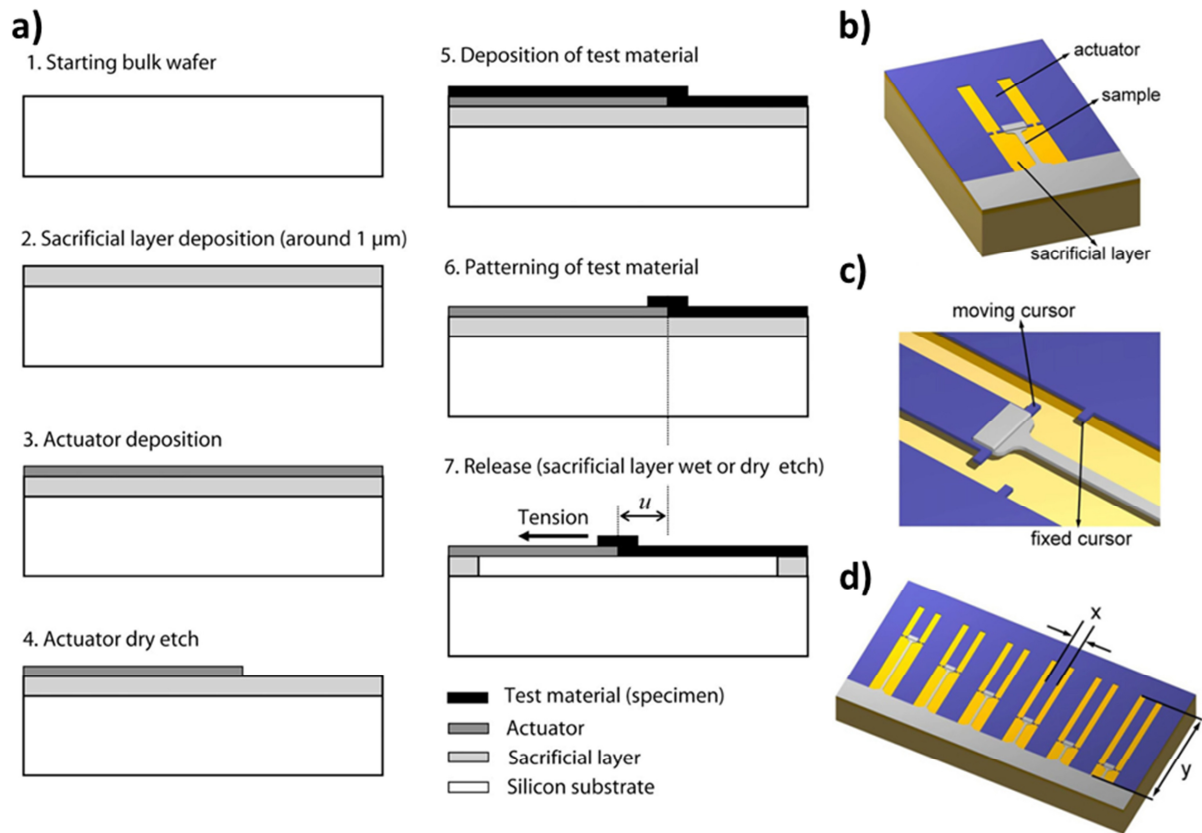 a)
1. Starting bulk wafer
2. Sacrificial layer deposition (around 1 μm)
3. Actuator deposition
4. Actuator dry etch
5. Deposition of test material
6. Patterning of test material
7. Release (sacrificial layer wet or dry etch)
u
Tension
Test material (specimen)
Actuator
Sacrificial layer
Silicon substrate
b)
actuator
sample
sacrificial layer
c)
moving cursor
fixed cursor
d)
x
y